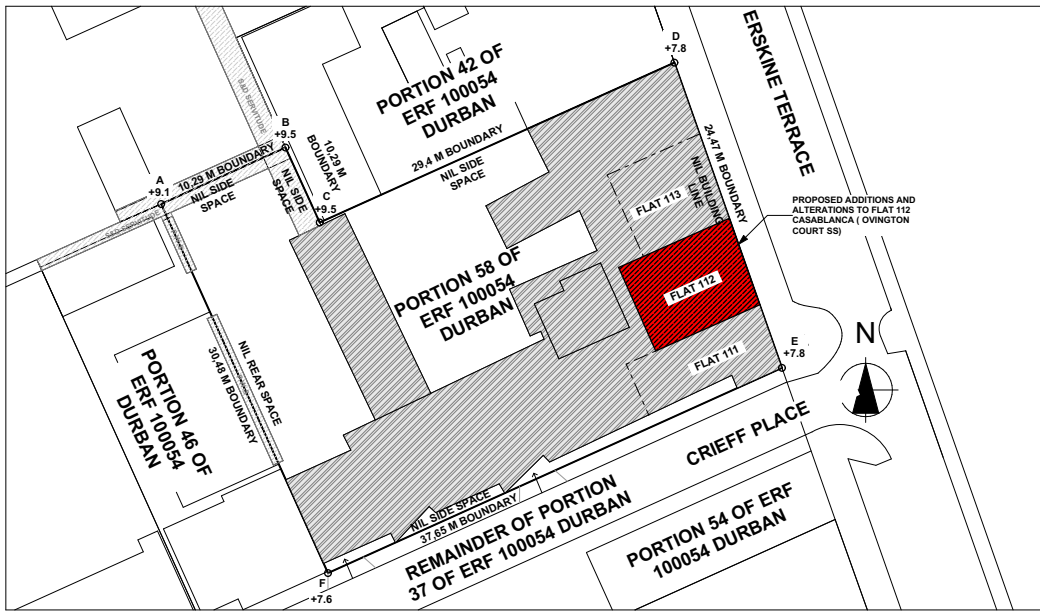 D
+7.8
ERSKINE TERRACE
PORTION 42 OF
ERF 100054
DURBAN
S&D SERVITUDE
B
+9.5
10,29 M
BOUNDARY
29.4 M BOUNDARY
NIL SIDE
SPACE
24,47 M BOUNDARY
NIL BUILDING
LINE
A
+9.1
10,29 M BOUNDARY
NIL SIDE
SPACE
NIL SIDE
SPACE
C
+9.5
S&D SERVITUDE
FLAT 113
PROPOSED ADDITIONS AND
ALTERATIONS TO FLAT 112
CASABLANCA ( OVINGTON
COURT SS)
PORTION 58 OF
ERF 100054
DURBAN
FLAT 112
FLAT 111
E
+7.8
N
PORTION 46 OF
ERF 100054
DURBAN
NIL REAR SPACE
30,48 M BOUNDARY
CRIEFF PLACE
NIL SIDE SPACE
37,65 M BOUNDARY
REMAINDER OF PORTION
37 OF ERF 100054 DURBAN
PORTION 54 OF ERF
100054 DURBAN
F
+7.6